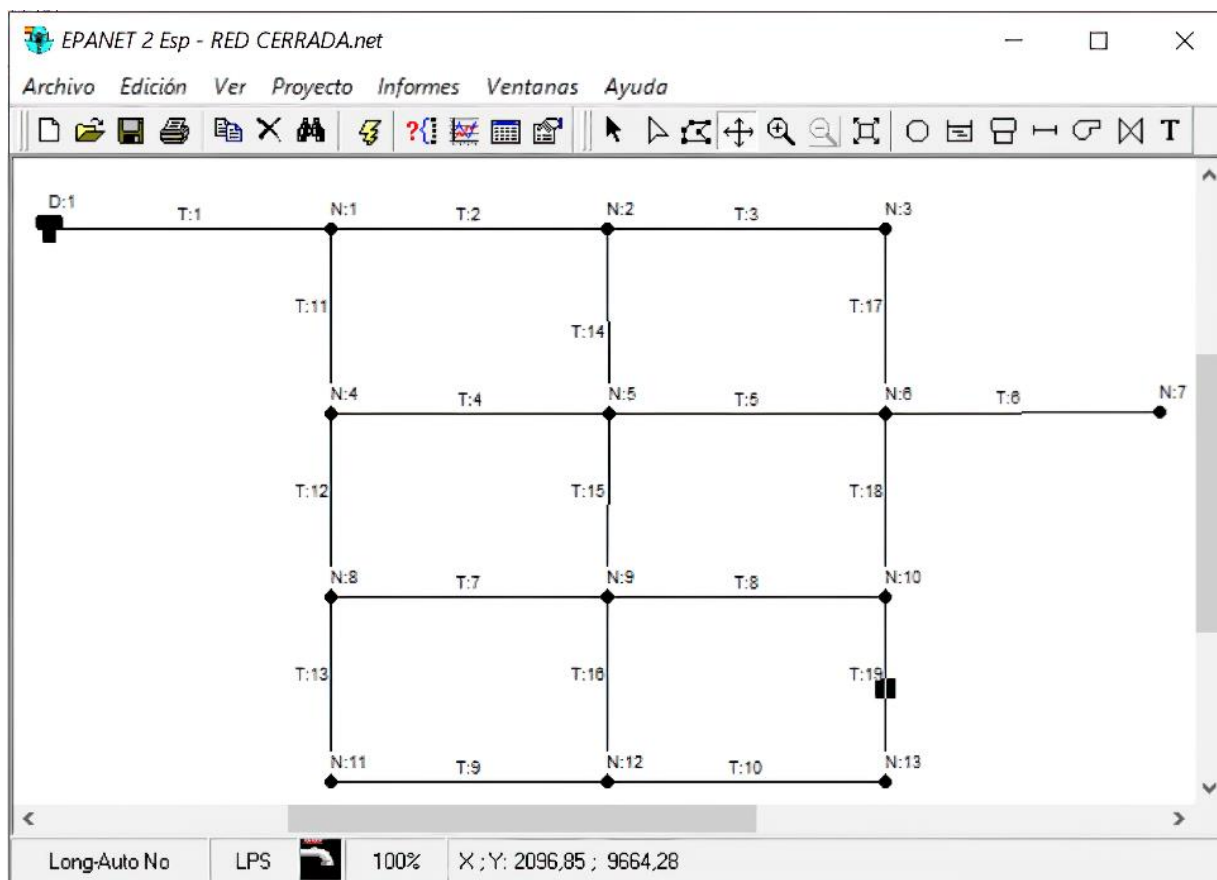 EPANET 2 Esp - RED CERRADA.net
Archivo Edición Ver Proyecto Informes Ventanas Ayuda
T
D:1 T:1 N:1 T:2 N:2 T:3 N:3
T:11 T:14 T:17
N:4 T:4 N:5 T:5 N:6 T:6 N:7
T:12 T:15 T:18
N:8 T:7 N:9 T:8 N:10
T:13 T:16 T:19
N:11 T:9 N:12 T:10 N:13
Long-Auto No LPS 100% X ; Y: 2096,85 ; 9664,28